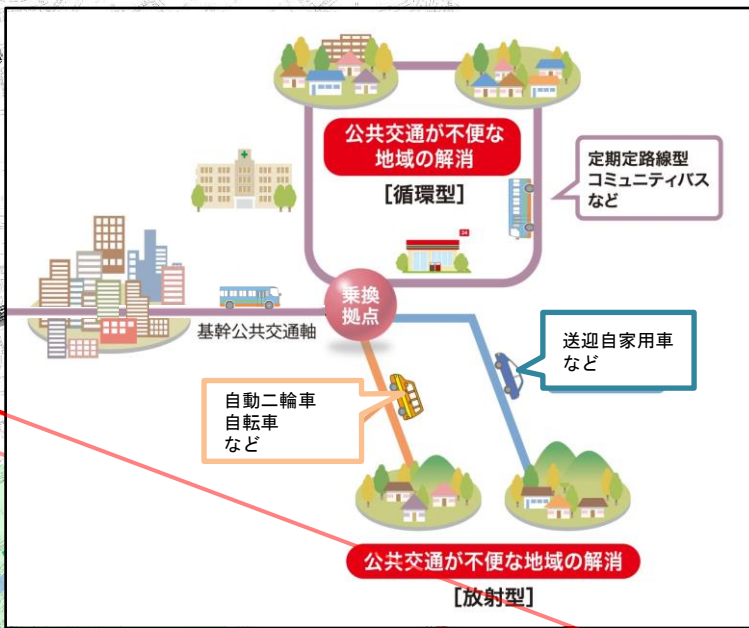 公共交通が不便な
地域の解消
[循環型]
定期定路線型
コミュニティバス
など
24
乗換
拠点
基幹公共交通軸
送迎自家用車
など
自動二輪車
自転車
など
公共交通が不便な地域の解消
[放射型]